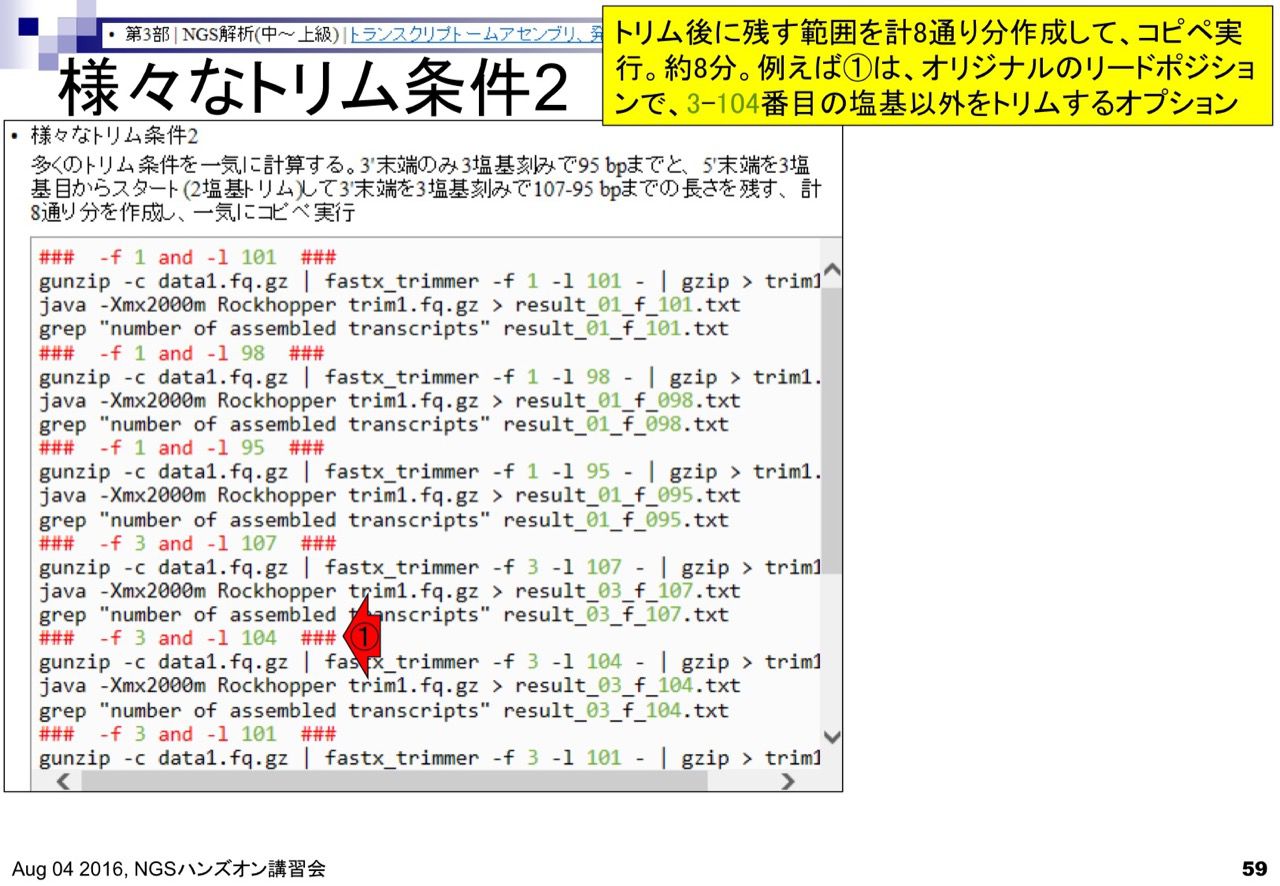 • 第3部 | NGS解析(中～上級) | トランスクリプトームアセンブリ、発
トリム後に残す範囲を計8通り分作成して、コピペ実
行。約8分。例えば①は、オリジナルのリードポジショ
ンで、3-104番目の塩基以外をトリムするオプション
様々なトリム条件2
• 様々なトリム条件2
多くのトリム条件を一気に計算する。3'末端のみ3塩基刻みで95 bpまでと、5'末端を3塩
基目からスタート(2塩基トリム)して3'末端を3塩基刻みで107-95 bpまでの長さを残す、計
8通り分を作成し、一気にコピペ実行
### -f 1 and -l 101 ###
gunzip -c data1.fq.gz | fastx_trimmer -f 1 -l 101 - | gzip > trim1
java -Xmx2000m Rockhopper trim1.fq.gz > result_01_f_101.txt
grep "number of assembled transcripts" result_01_f_101.txt
### -f 1 and -l 98 ###
gunzip -c data1.fq.gz | fastx_trimmer -f 1 -l 98 - | gzip > trim1.
java -Xmx2000m Rockhopper trim1.fq.gz > result_01_f_098.txt
grep "number of assembled transcripts" result_01_f_098.txt
### -f 1 and -l 95 ###
gunzip -c data1.fq.gz | fastx_trimmer -f 1 -l 95 - | gzip > trim1.
java -Xmx2000m Rockhopper trim1.fq.gz > result_01_f_095.txt
grep "number of assembled transcripts" result_01_f_095.txt
### -f 3 and -l 107 ###
gunzip -c data1.fq.gz | fastx_trimmer -f 3 -l 107 - | gzip > trim1
java -Xmx2000m Rockhopper trim1.fq.gz > result_03_f_107.txt
grep "number of assembled transcripts" result_03_f_107.txt
### -f 3 and -l 104 ### ①
gunzip -c data1.fq.gz | fastx_trimmer -f 3 -l 104 - | gzip > trim1
java -Xmx2000m Rockhopper trim1.fq.gz > result_03_f_104.txt
grep "number of assembled transcripts" result_03_f_104.txt
### -f 3 and -l 101 ###
gunzip -c data1.fq.gz | fastx_trimmer -f 3 -l 101 - | gzip > trim1
Aug 04 2016, NGSハンズオン講習会
59